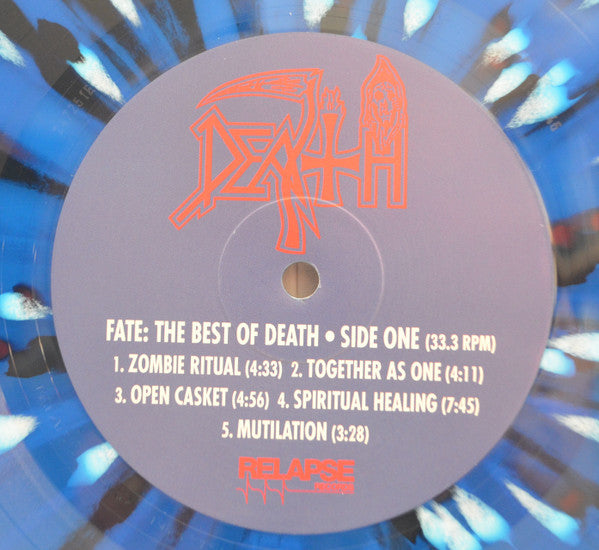 DEATH
FATE: THE BEST OF DEATH • SIDE ONE (33.3 RPM)
1. ZOMBIE RITUAL (4:33) 2. TOGETHER AS ONE (4:11)
3. OPEN CASKET (4:56) 4. SPIRITUAL HEALING (7:45)
5. MUTILATION (3:28)
RELAPSE